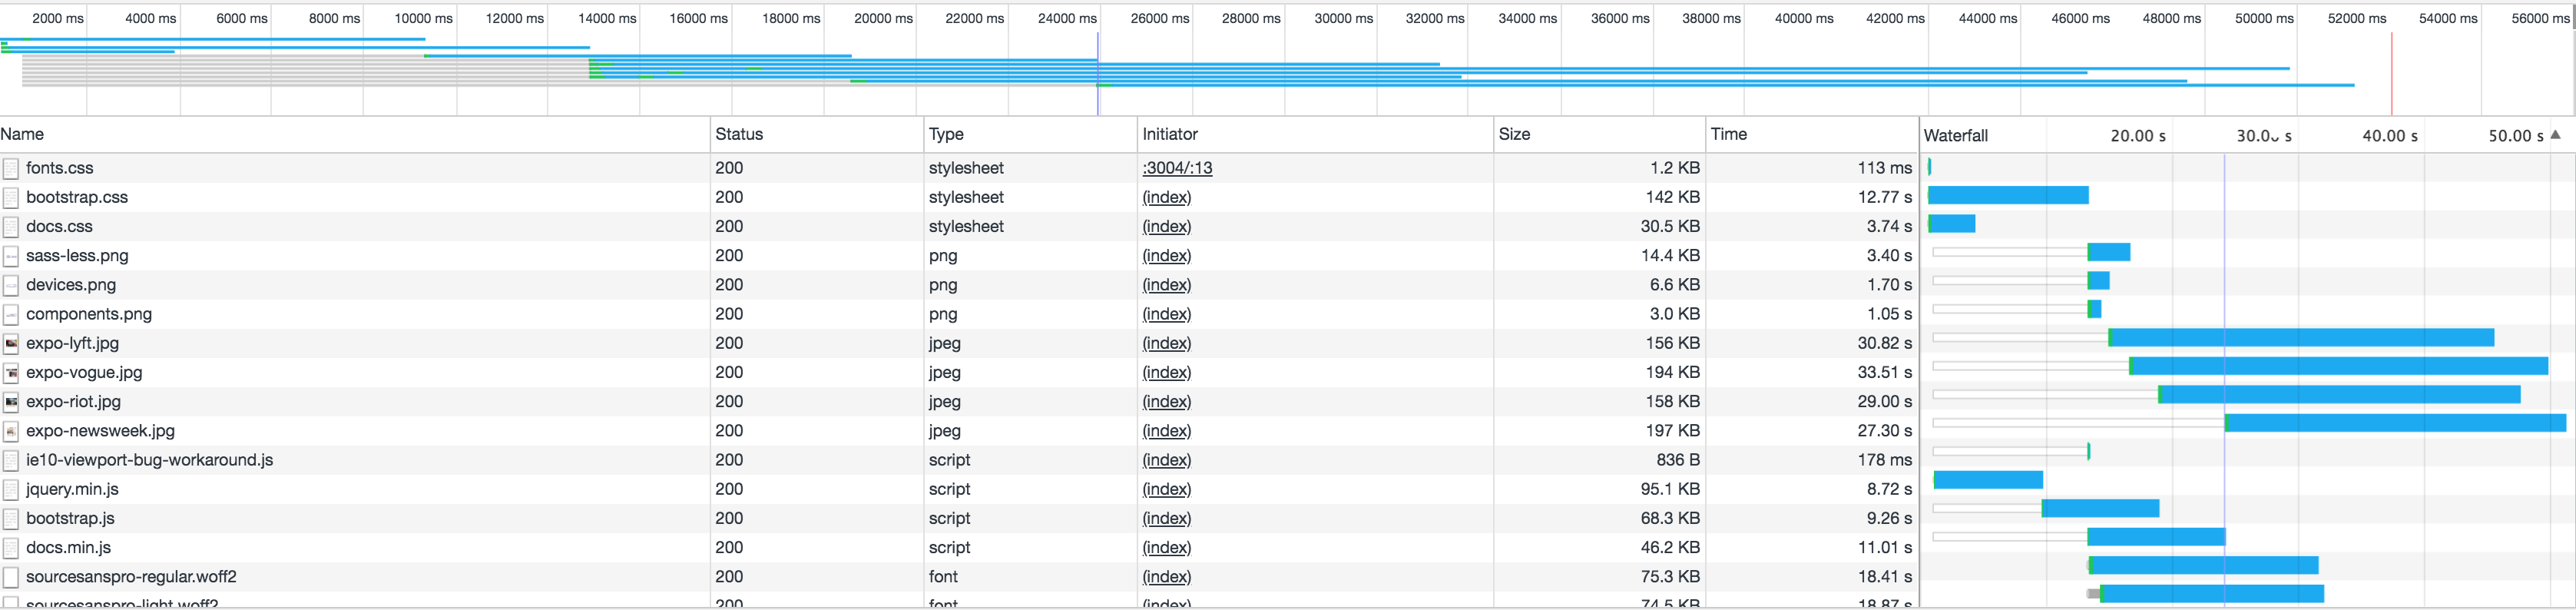 2000 ms 4000 ms 6000 ms 8000 ms 10000 ms 12000 ms 14000 ms 16000 ms 18000 ms 20000 ms 22000 ms 24000 ms 26000 ms 28000 ms 30000 ms 32000 ms 34000 ms 36000 ms 38000 ms 40000 ms 42000 ms 44000 ms 46000 ms 48000 ms 50000 ms 52000 ms 54000 ms 56000 ms
Name Status Type Initiator Size Time Waterfall 20.00 s 30.00 s 40.00 s 50.00 s ▲
fonts.css 200 stylesheet :3004/:13 1.2 KB 113 ms
bootstrap.css 200 stylesheet (index) 142 KB 12.77 s
docs.css 200 stylesheet (index) 30.5 KB 3.74 s
sass-less.png 200 png (index) 14.4 KB 3.40 s
devices.png 200 png (index) 6.6 KB 1.70 s
components.png 200 png (index) 3.0 KB 1.05 s
expo-lyft.jpg 200 jpeg (index) 156 KB 30.82 s
expo-vogue.jpg 200 jpeg (index) 194 KB 33.51 s
expo-riot.jpg 200 jpeg (index) 158 KB 29.00 s
expo-newsweek.jpg 200 jpeg (index) 197 KB 27.30 s
ie10-viewport-bug-workaround.js 200 script (index) 836 B 178 ms
jquery.min.js 200 script (index) 95.1 KB 8.72 s
bootstrap.js 200 script (index) 68.3 KB 9.26 s
docs.min.js 200 script (index) 46.2 KB 11.01 s
sourcesanspro-regular.woff2 200 font (index) 75.3 KB 18.41 s
sourcesanspro-light.woff2 200 font (index) 74.5 KB 18.87 s